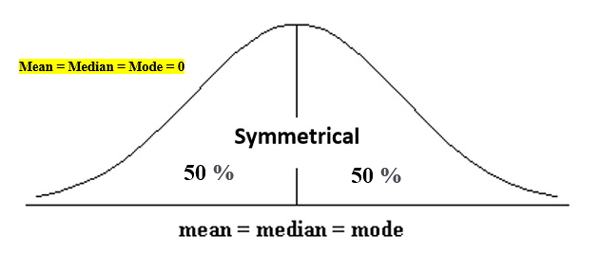 Mean = Median = Mode = 0
Symmetrical
50 % 50 %
mean = median = mode